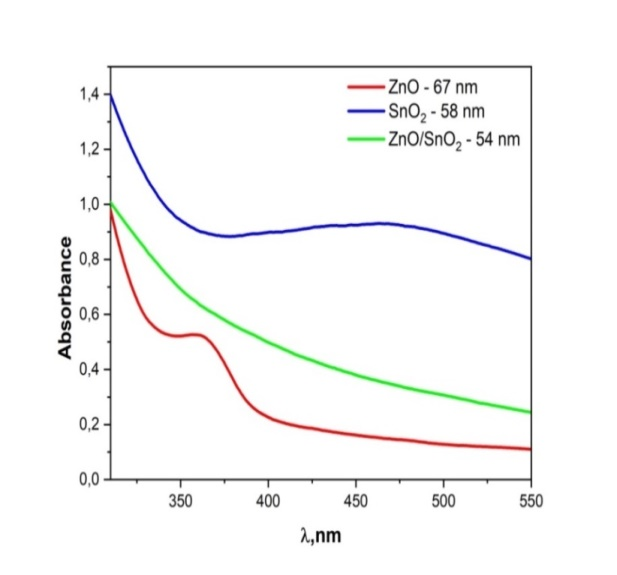 ZnO - 67 nm
SnO₂ - 58 nm
ZnO/SnO₂ - 54 nm
Absorbance
1,4
1,2
1,0
0,8
0,6
0,4
0,2
0,0
350 400 450 500 550
λ,nm